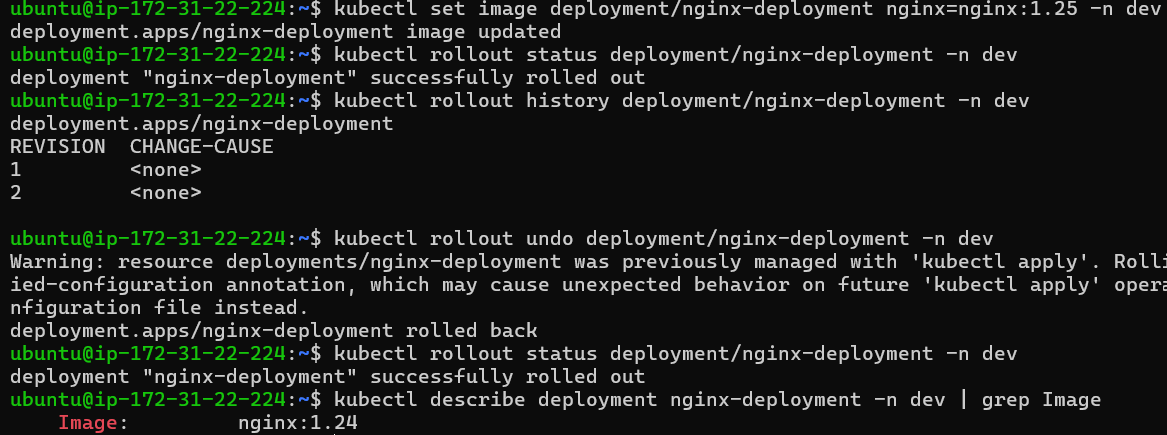 ubuntu@ip-172-31-22-224:~$ kubectl set image deployment/nginx-deployment nginx=nginx:1.25 -n dev
deployment.apps/nginx-deployment image updated
ubuntu@ip-172-31-22-224:~$ kubectl rollout status deployment/nginx-deployment -n dev
deployment "nginx-deployment" successfully rolled out
ubuntu@ip-172-31-22-224:~$ kubectl rollout history deployment/nginx-deployment -n dev
deployment.apps/nginx-deployment
REVISION  CHANGE-CAUSE
1         <none>
2         <none>
ubuntu@ip-172-31-22-224:~$ kubectl rollout undo deployment/nginx-deployment -n dev
Warning: resource deployments/nginx-deployment was previously managed with 'kubectl apply'. Rolli
ied-configuration annotation, which may cause unexpected behavior on future 'kubectl apply' opera
nfiguration file instead.
deployment.apps/nginx-deployment rolled back
ubuntu@ip-172-31-22-224:~$ kubectl rollout status deployment/nginx-deployment -n dev
deployment "nginx-deployment" successfully rolled out
ubuntu@ip-172-31-22-224:~$ kubectl describe deployment nginx-deployment -n dev | grep Image
    Image:         nginx:1.24